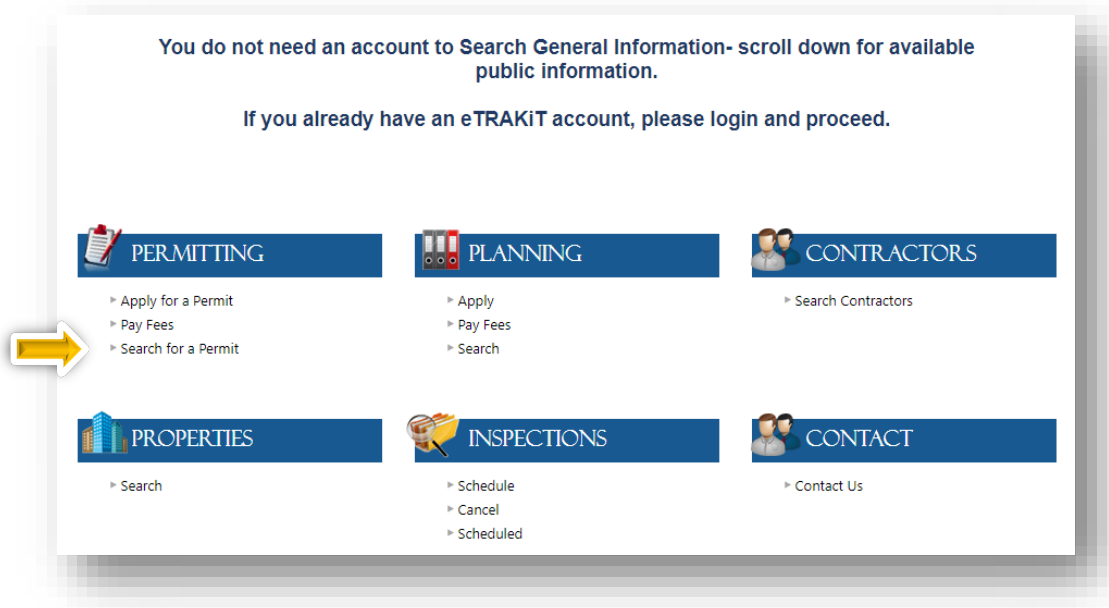 You do not need an account to Search General Information- scroll down for available
public information.
If you already have an eTRAKiT account, please login and proceed.
PERMITTING
Apply for a Permit
Pay Fees
Search for a Permit
PLANNING
Apply
Pay Fees
Search
CONTRACTORS
Search Contractors
PROPERTIES
Search
INSPECTIONS
Schedule
Cancel
Scheduled
CONTACT
Contact Us